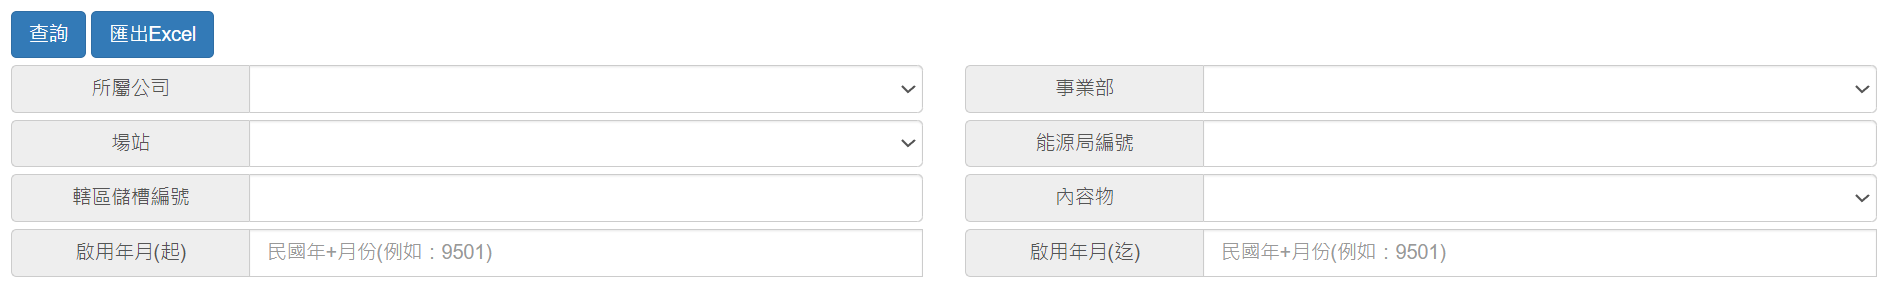 查詢 匯出Excel
所屬公司 事業部
場站 能源局編號
轄區儲槽編號 內容物
啟用年月(起) 民國年+月份(例如：9501) 啟用年月(迄) 民國年+月份(例如：9501)